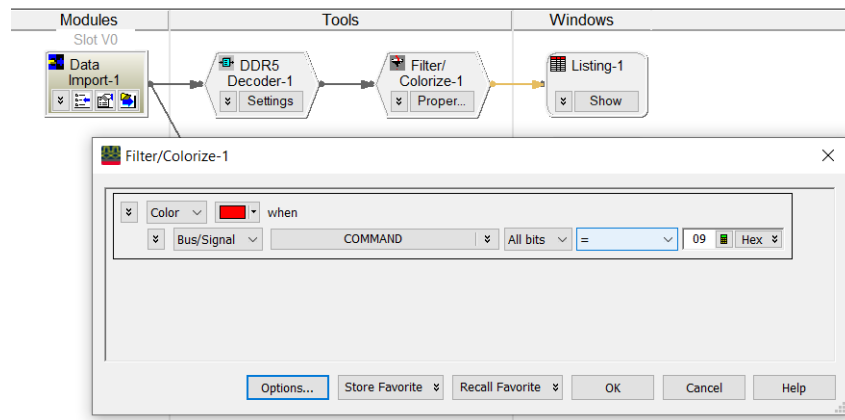 Modules
Tools
Windows
Slot V0
Data
Import-1
DDR5
Decoder-1
Settings
Filter/
Colorize-1
Proper...
Listing-1
Show
Filter/Colorize-1
Color when
Bus/Signal COMMAND All bits = 09 Hex
Options... Store Favorite Recall Favorite OK Cancel Help